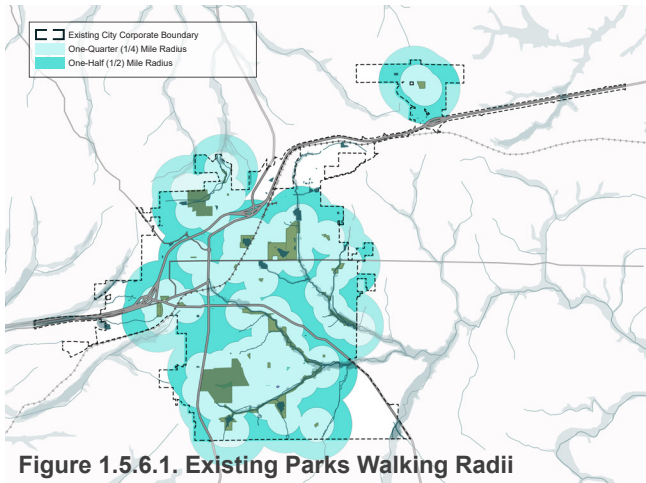 Existing City Corporate Boundary
One-Quarter (1/4) Mile Radius
One-Half (1/2) Mile Radius
Figure 1.5.6.1. Existing Parks Walking Radii